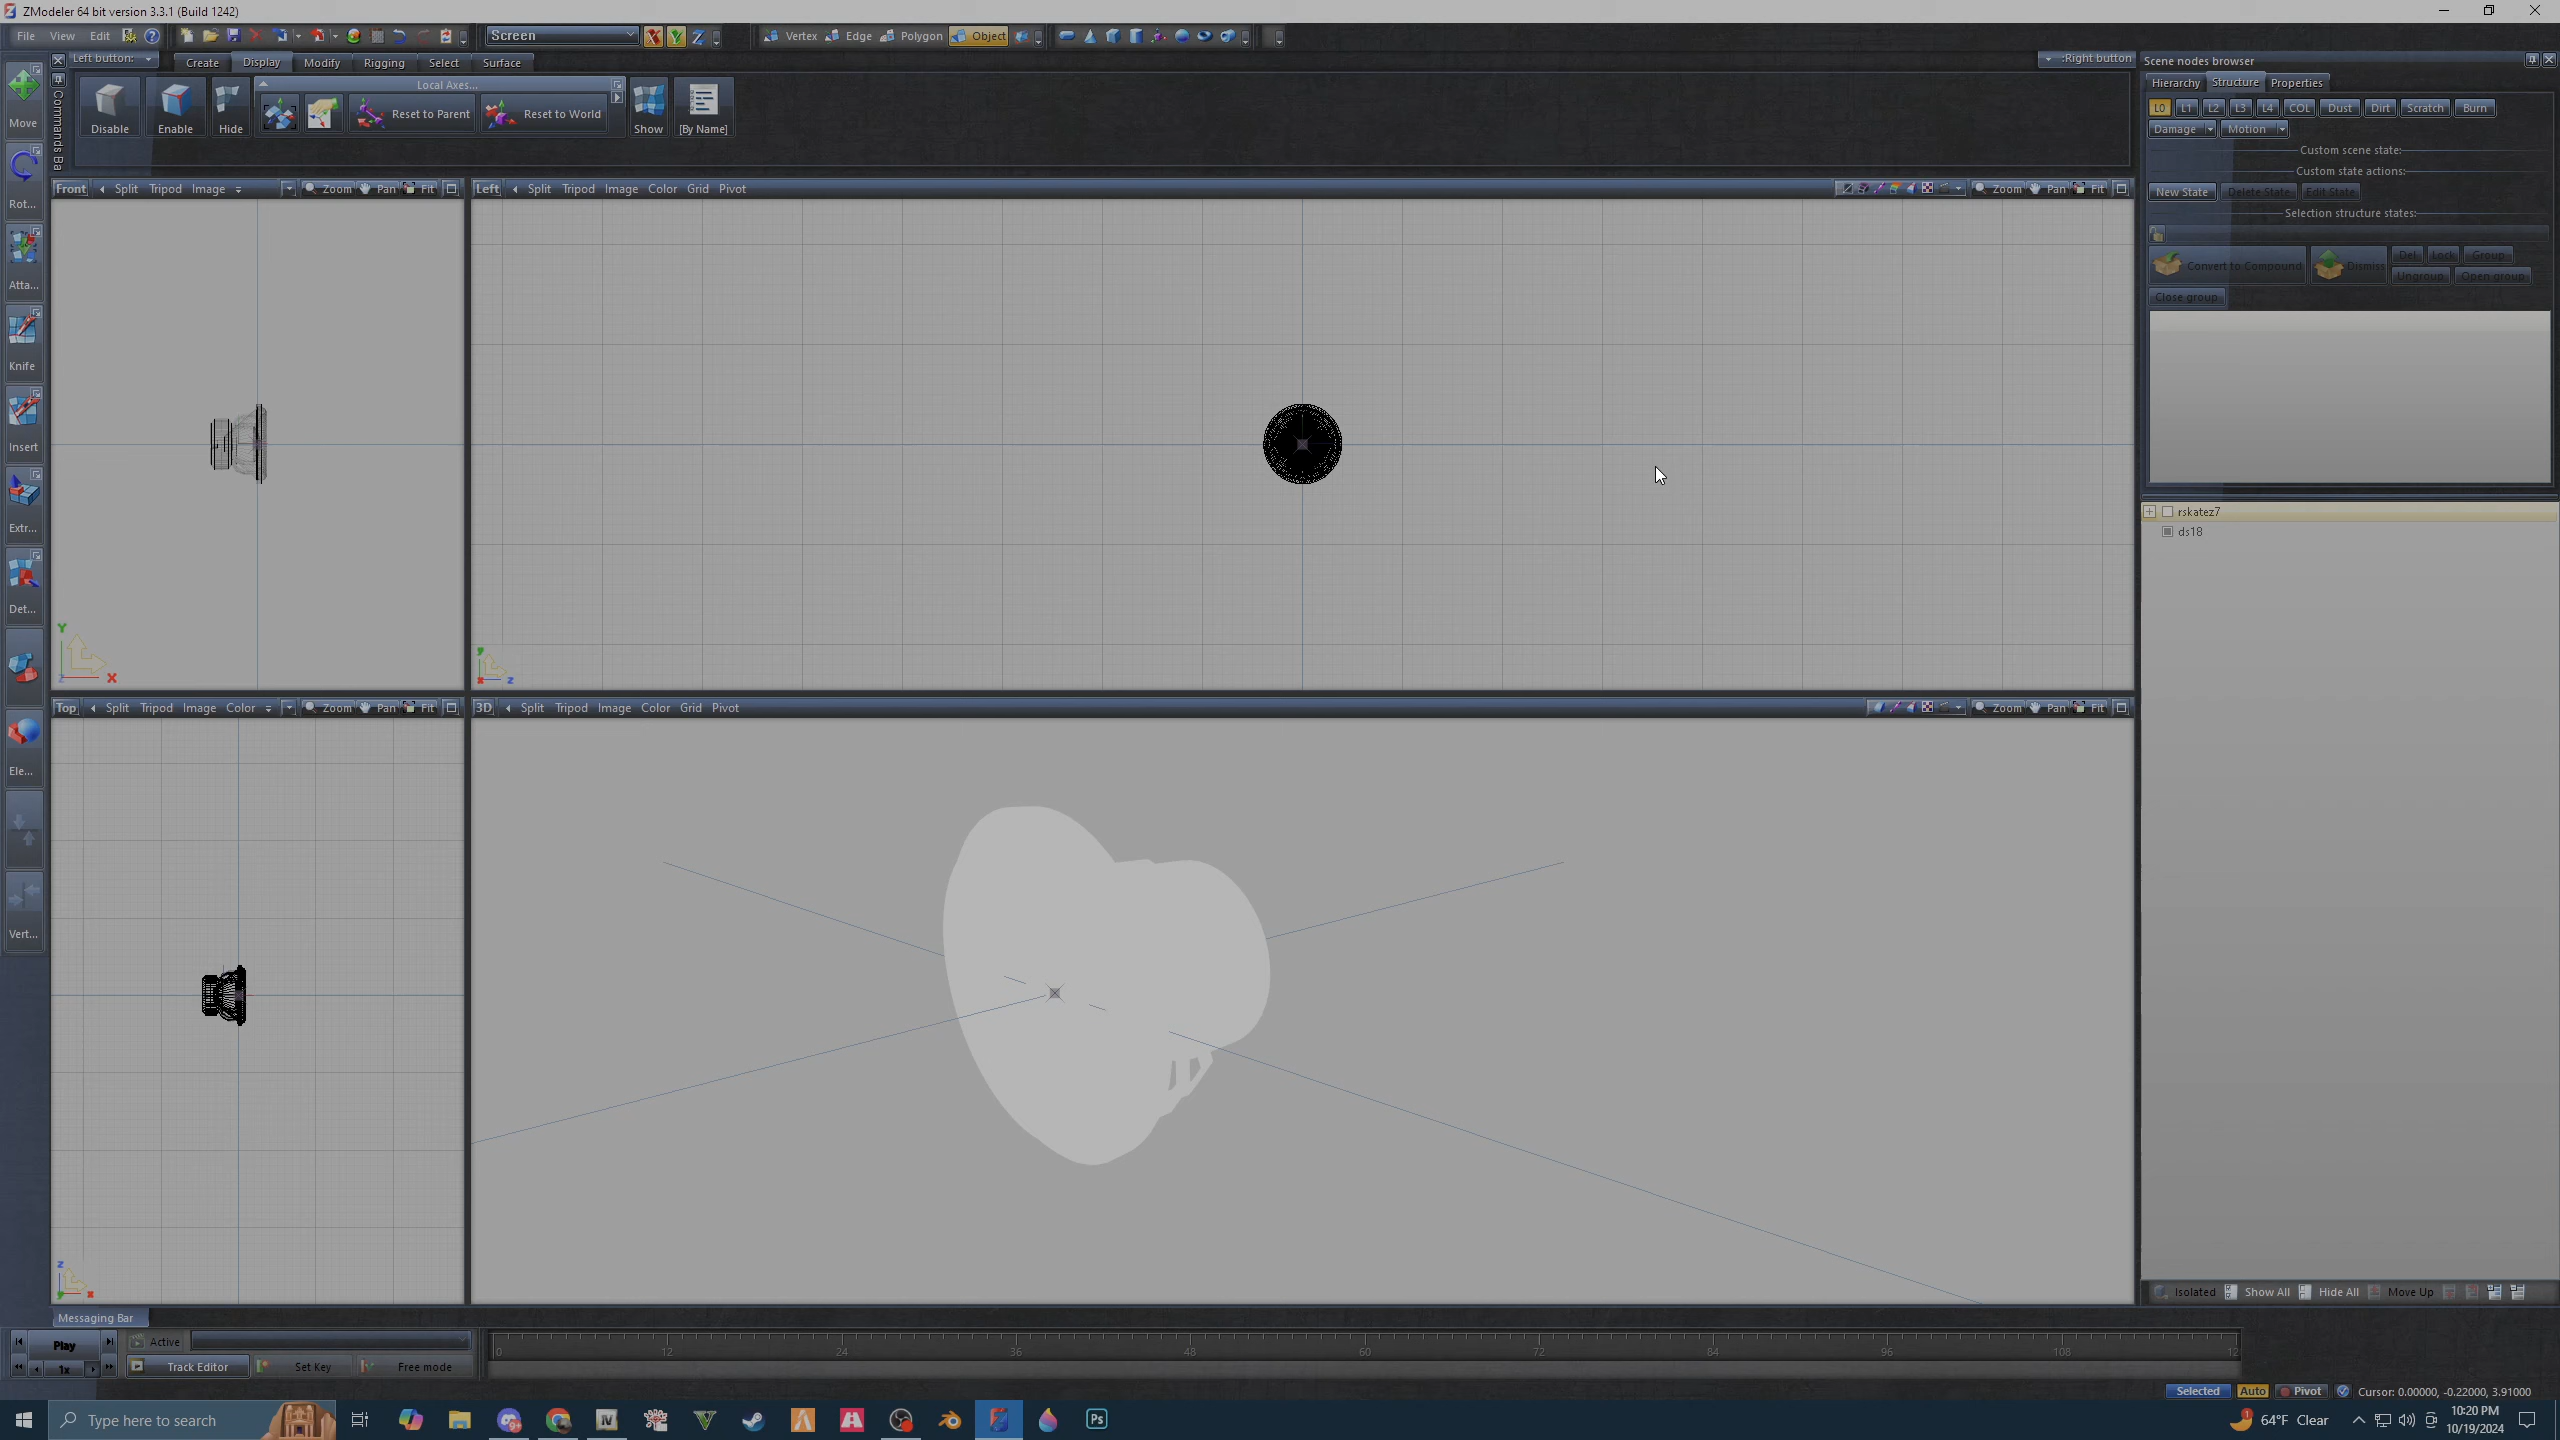 ZModeler 64 bit version 3.3.1 (Build 1242)
File View Edit Screen Vertex Edge Polygon Object
Left button: Create Display Modify Rigging Select Surface :Right button
Commands Ba
Move
Rot...
Atta...
Knife
Insert
Extr...
Det...
Ele...
Vert...
Disable Enable Hide
Local Axes...
Reset to Parent Reset to World
Show [By Name]
Front Split Tripod Image Zoom Pan Fit
Left Split Tripod Image Color Grid Pivot Zoom Pan Fit
Y
Z X
y
x z
Top Split Tripod Image Color Zoom Pan Fit
3D Split Tripod Image Color Grid Pivot Zoom Pan Fit
z
y x
Scene nodes browser
Hierarchy Structure Properties
L0 L1 L2 L3 L4 COL Dust Dirt Scratch Burn
Damage Motion
Custom scene state:
Custom state actions:
New State Delete State Edit State
Selection structure states:
Convert to Compound Dismiss Del Lock Group
Ungroup Open group
Close group
rskatez7
ds18
Isolated Show All Hide All Move Up
Messaging Bar
Play Active
1x Track Editor Set Key Free mode
0 12 24 36 48 60 72 84 96 108 12
Selected Auto Pivot Cursor: 0.00000, -0.22000, 3.91000
Type here to search
Ps
1 64°F Clear
10:20 PM
10/19/2024